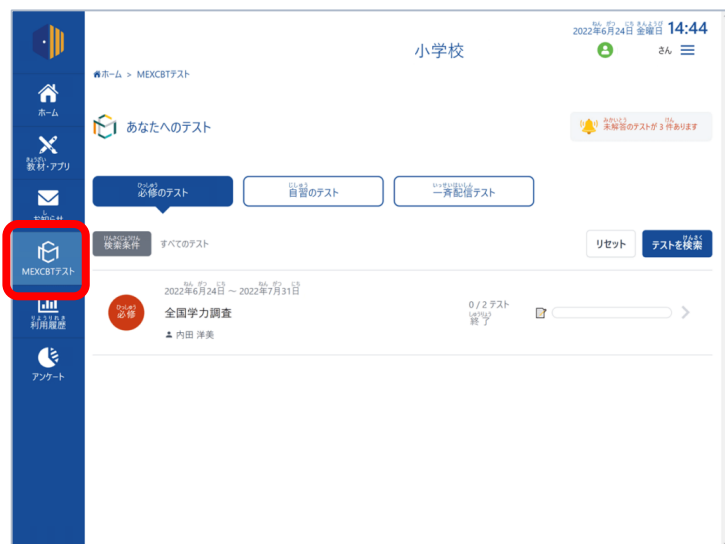 2022年6月24日 金曜日 14:44
小学校
さん
ホーム > MEXCBTテスト
ホーム
教材・アプリ
お知らせ
MEXCBTテスト
利用履歴
アンケート
あなたへのテスト
未解答のテストが 3 件あります
必修のテスト
自習のテスト
一斉配信テスト
検索条件
すべてのテスト
リセット
テストを検索
2022年6月24日 ~ 2022年7月31日
必修
全国学力調査
内田 洋美
0 / 2 テスト
終了